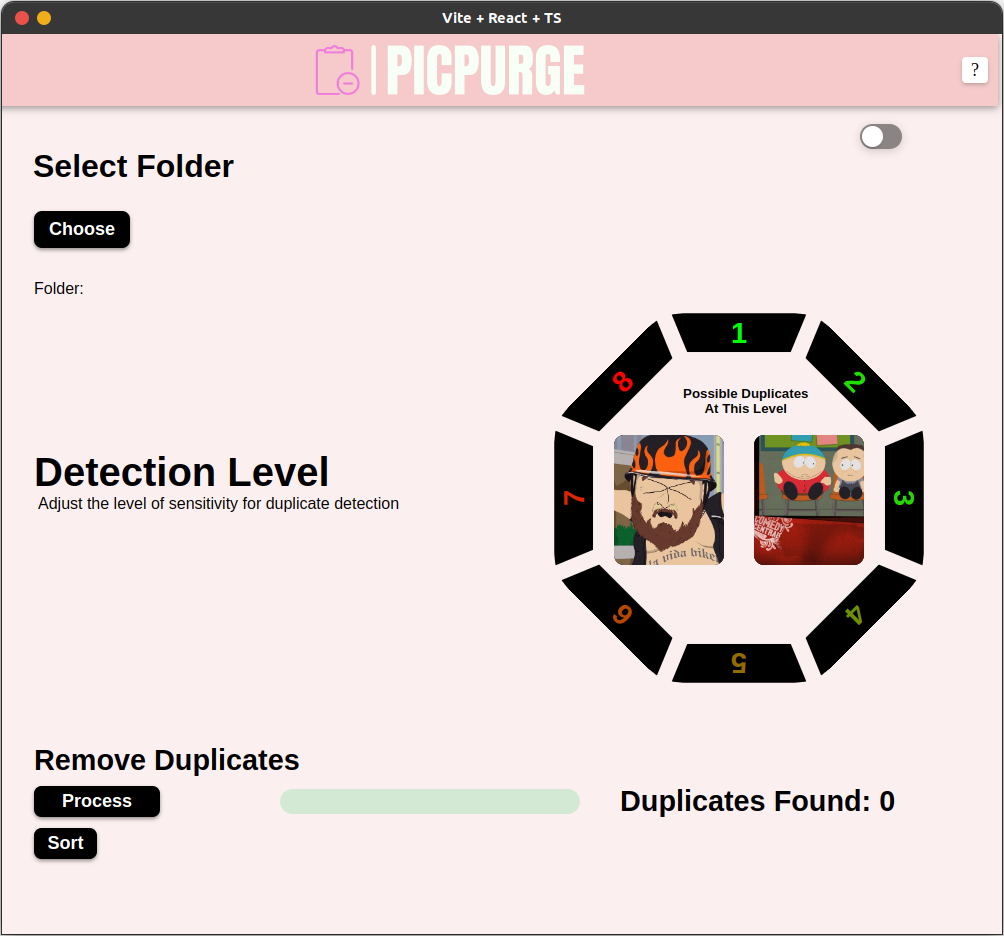 Vite + React + TS
| PICPURGE
?
Select Folder
Choose
Folder:
1
2
3
4
5
6
7
8
Possible Duplicates
At This Level
la vida bike
COMEDY
CENTRAL
Detection Level
Adjust the level of sensitivity for duplicate detection
Remove Duplicates
Process
Duplicates Found: 0
Sort